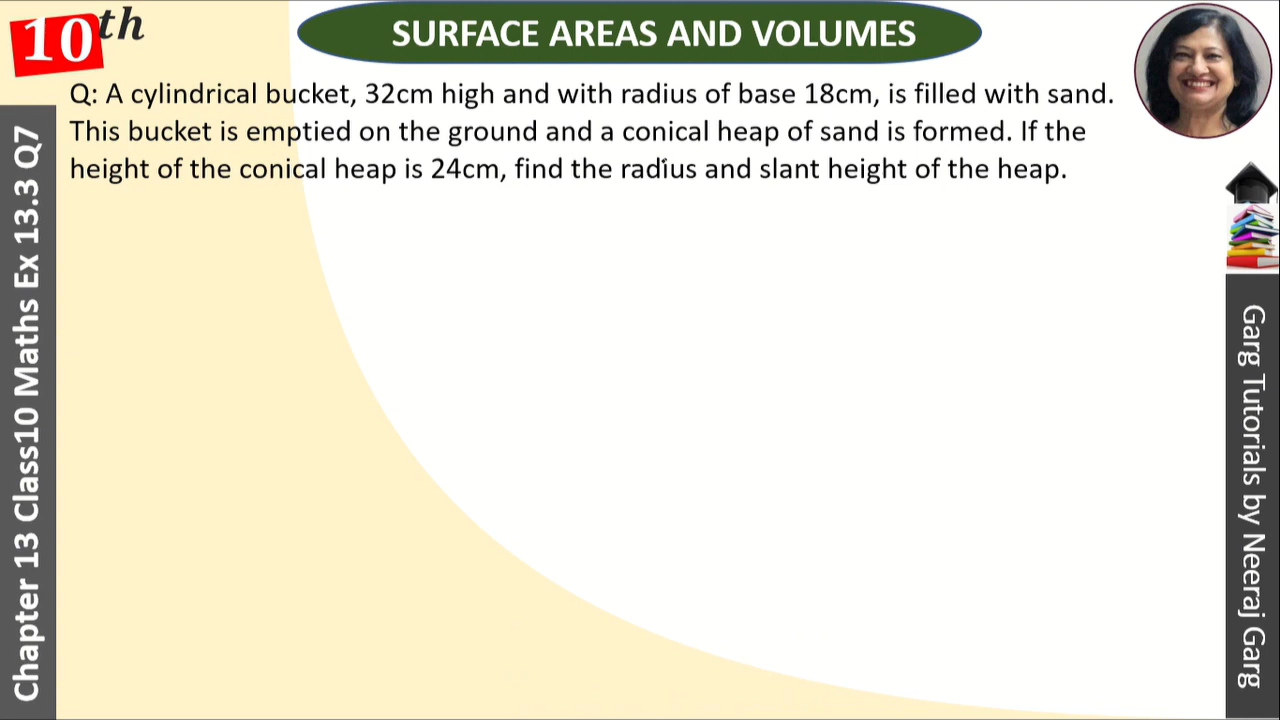 10th
SURFACE AREAS AND VOLUMES
Q: A cylindrical bucket, 32cm high and with radius of base 18cm, is filled with sand.
This bucket is emptied on the ground and a conical heap of sand is formed. If the
height of the conical heap is 24cm, find the radius and slant height of the heap.
Chapter 13 Class10 Maths Ex 13.3 Q7
Garg Tutorials by Neeraj Garg